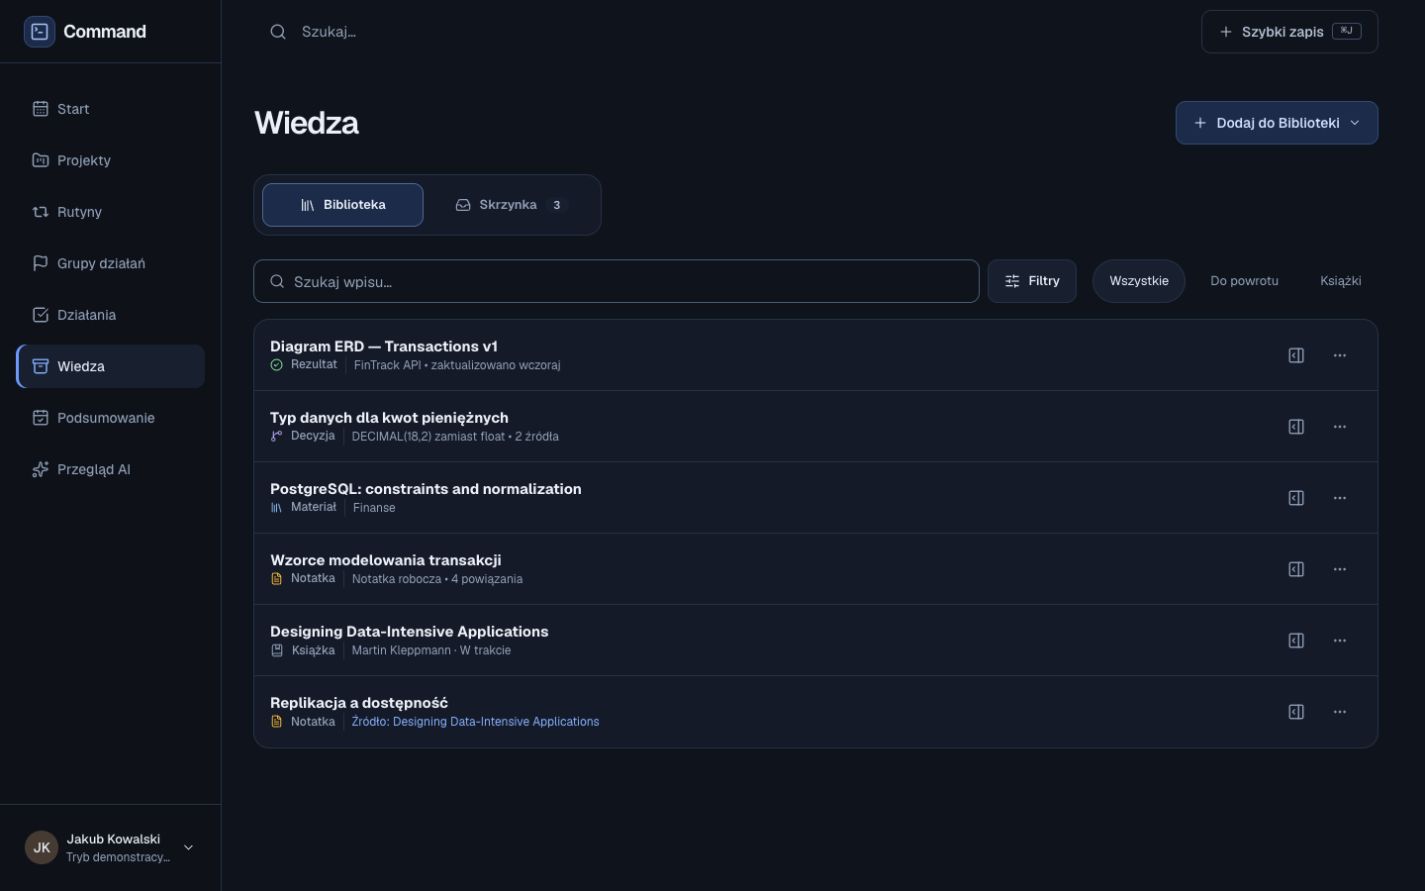 Command
Szukaj...
Szybki zapis ⌘J
Start
Projekty
Rutyny
Grupy działań
Działania
Wiedza
Podsumowanie
Przegląd AI
Wiedza
Dodaj do Biblioteki
Biblioteka
Skrzynka 3
Szukaj wpisu...
Filtry
Wszystkie
Do powrotu
Książki
Diagram ERD — Transactions v1
Rezultat FinTrack API • zaktualizowano wczoraj
Typ danych dla kwot pieniężnych
Decyzja DECIMAL(18,2) zamiast float • 2 źródła
PostgreSQL: constraints and normalization
Materiał Finanse
Wzorce modelowania transakcji
Notatka Notatka robocza • 4 powiązania
Designing Data-Intensive Applications
Książka Martin Kleppmann · W trakcie
Replikacja a dostępność
Notatka Źródło: Designing Data-Intensive Applications
JK
Jakub Kowalski
Tryb demonstracy...